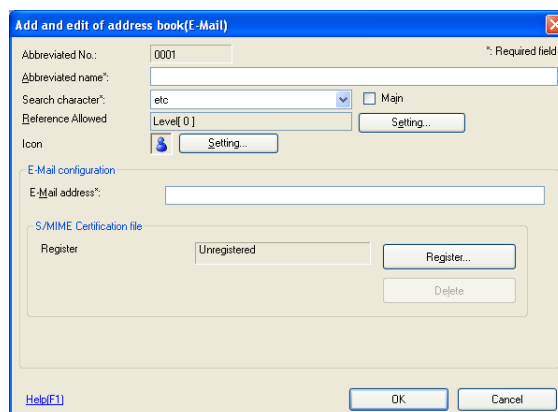 Add and edit of address book(E-Mail)
Abbreviated No.: 0001 *: Required field
Abbreviated name*:
Search character*: etc Main
Reference Allowed Level[ 0 ] Setting...
Icon Setting...
E-Mail configuration
E-Mail address*:
S/MIME Certification file
Register Unregistered Register...
Delete
Help(F1) OK Cancel